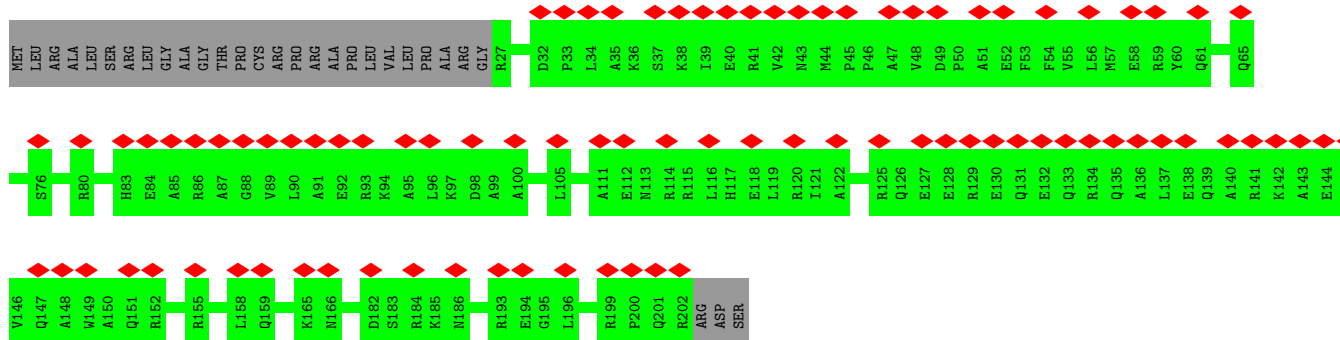 MET LEU ARG ALA ALA LEU SER ARG LEU GLY ALA GLY THR PRO CYS ARG PRO ARG ALA PRO LEU VAL LEU PRO ALA ARG GLY R27 D32 P33 L34 A35 K36 S37 K38 I39 E40 R41 V42 N43 M44 P45 P46 A47 V48 D49 P50 A51 E52 F53 F54 V55 L56 M57 E58 R59 Y60 Q61 Q65
S76 R80 H83 E84 A85 R86 A87 G88 V89 L90 A91 E92 R93 K94 A95 L96 K97 D98 A99 A100 L105 A111 E112 N113 R114 R115 L116 H117 E118 L119 R120 I121 A122 R125 Q126 E127 E128 R129 E130 Q131 E132 Q133 R134 Q135 A136 L137 E138 Q139 A140 R141 K142 A143 E144
V146 Q147 A148 W149 A150 Q151 R152 R155 L158 Q159 K165 N166 D182 S183 R184 K185 N186 R193 E194 G195 L196 R199 P200 Q201 R202 ARG ASP SER